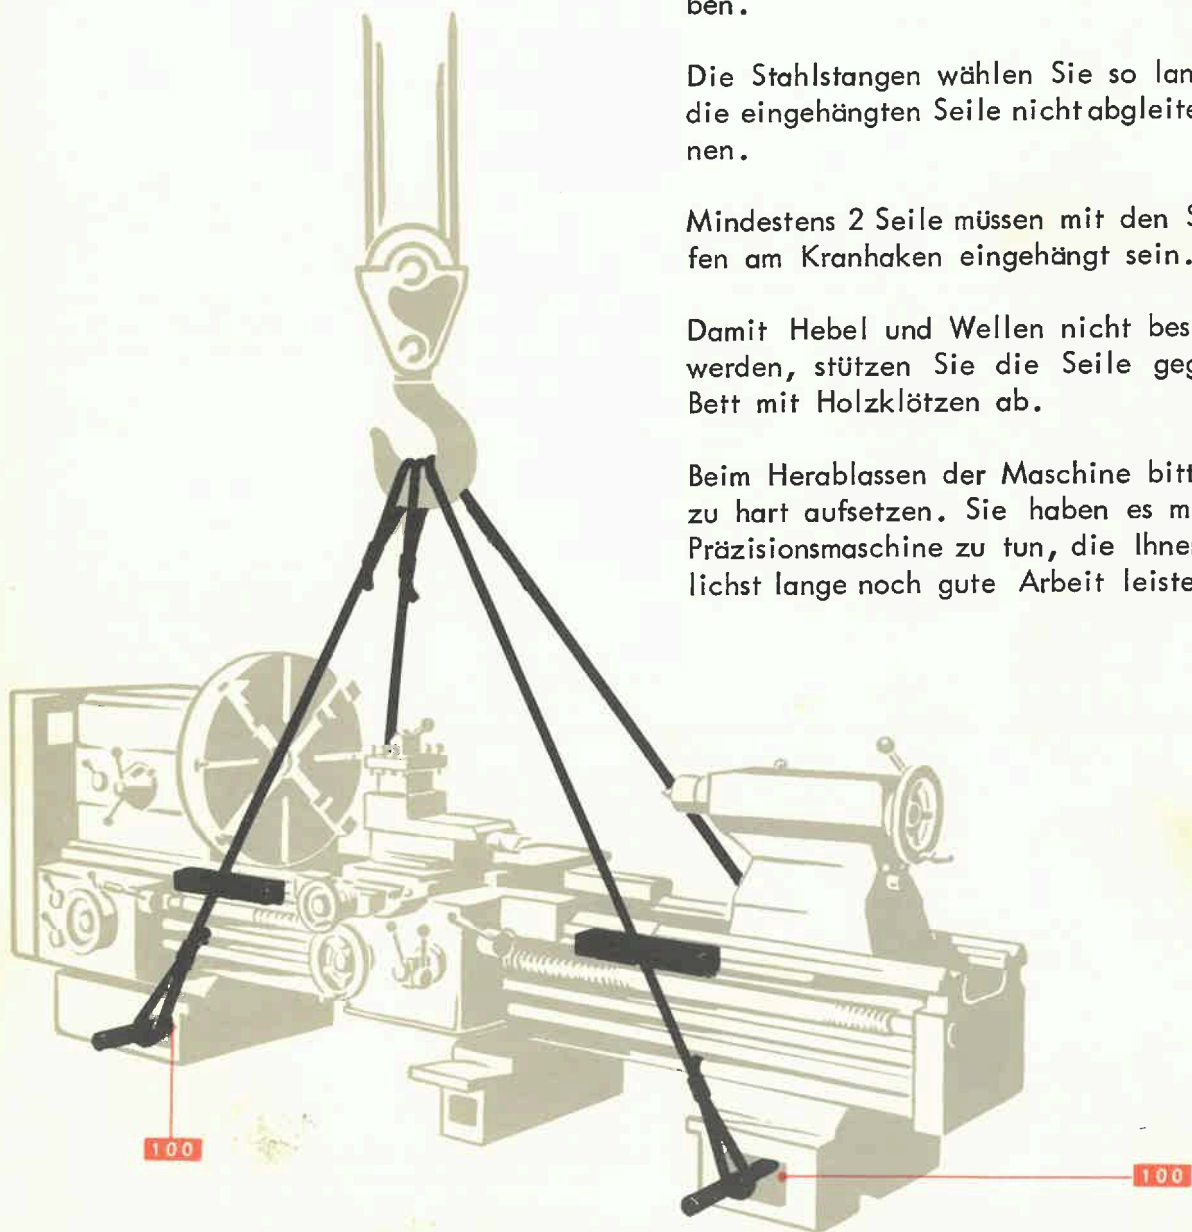 ben.
Die Stahlstangen wählen Sie so lan
die eingehängten Seile nicht abgleite
nen.
Mindestens 2 Seile müssen mit den S
fen am Kranhaken eingehängt sein.
Damit Hebel und Wellen nicht bes
werden, stützen Sie die Seile geg
Bett mit Holzklötzen ab.
Beim Herablassen der Maschine bitt
zu hart aufsetzen. Sie haben es m
Präzisionsmaschine zu tun, die Ihne
lichst lange noch gute Arbeit leiste
100
100